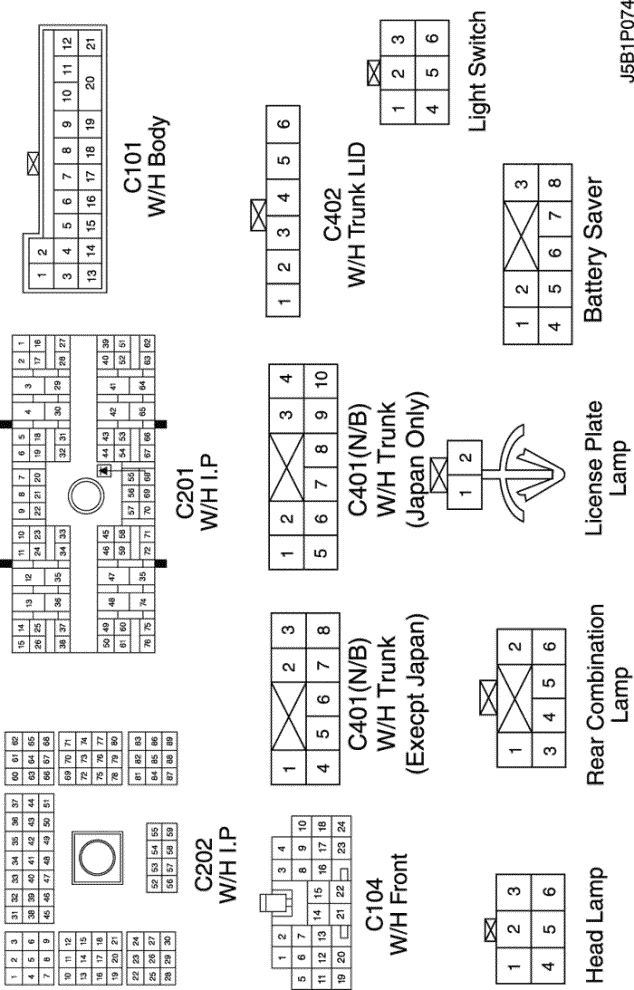 1 2 3
4 5 6
7 8 9
10 11 12
13 14 15
16 17 18
19 20 21
22 23 24
25 26 27
28 29 30
31 32 33 34 35 36 37
38 39 40 41 42 43 44
45 46 47 48 49 50 51
52 53 54 55
56 57 58 59
60 61 62
63 64 65
66 67 68
69 70 71
72 73 74
75 76 77
78 79 80
81 82 83
84 85 86
87 88 89
C202
W/H I.P
15 14 13 12 11 10 9 8 7 6 5 4 3 2 1
26 25 24 23 22 21 20 19 18 17 16
38 37 36 35 34 33 32 31 30 29 28 27
50 49 48 47 46 45 44 43 42 41 40 39
61 60 59 58 57 56 55 54 53 52 51
76 75 74 35 72 71 70 69 68 67 66 65 64 63 62
C201
W/H I.P
1 2
3 4 5 6 7 8 9 10 11 12
13 14 15 16 17 18 19 20 21
C101
W/H Body
1 2 3 4
5 6 7 8 9 10
11 12 13 14 15 16 17 18
19 20 21 22 23 24
C104
W/H Front
1 2 3
4 5 6 7 8
C401(N/B)
W/H Trunk
(Execpt Japan)
1 2 3 4
5 6 7 8 9 10
C401(N/B)
W/H Trunk
(Japan Only)
1 2 3 4 5 6
C402
W/H Trunk LID
1 2 3
4 5 6
Head Lamp
1 2
3 4 5 6
Rear Combination
Lamp
1 2
License Plate
Lamp
1 2 3
4 5 6 7 8
Battery Saver
1 2 3
4 5 6
Light Switch
J5B1P074